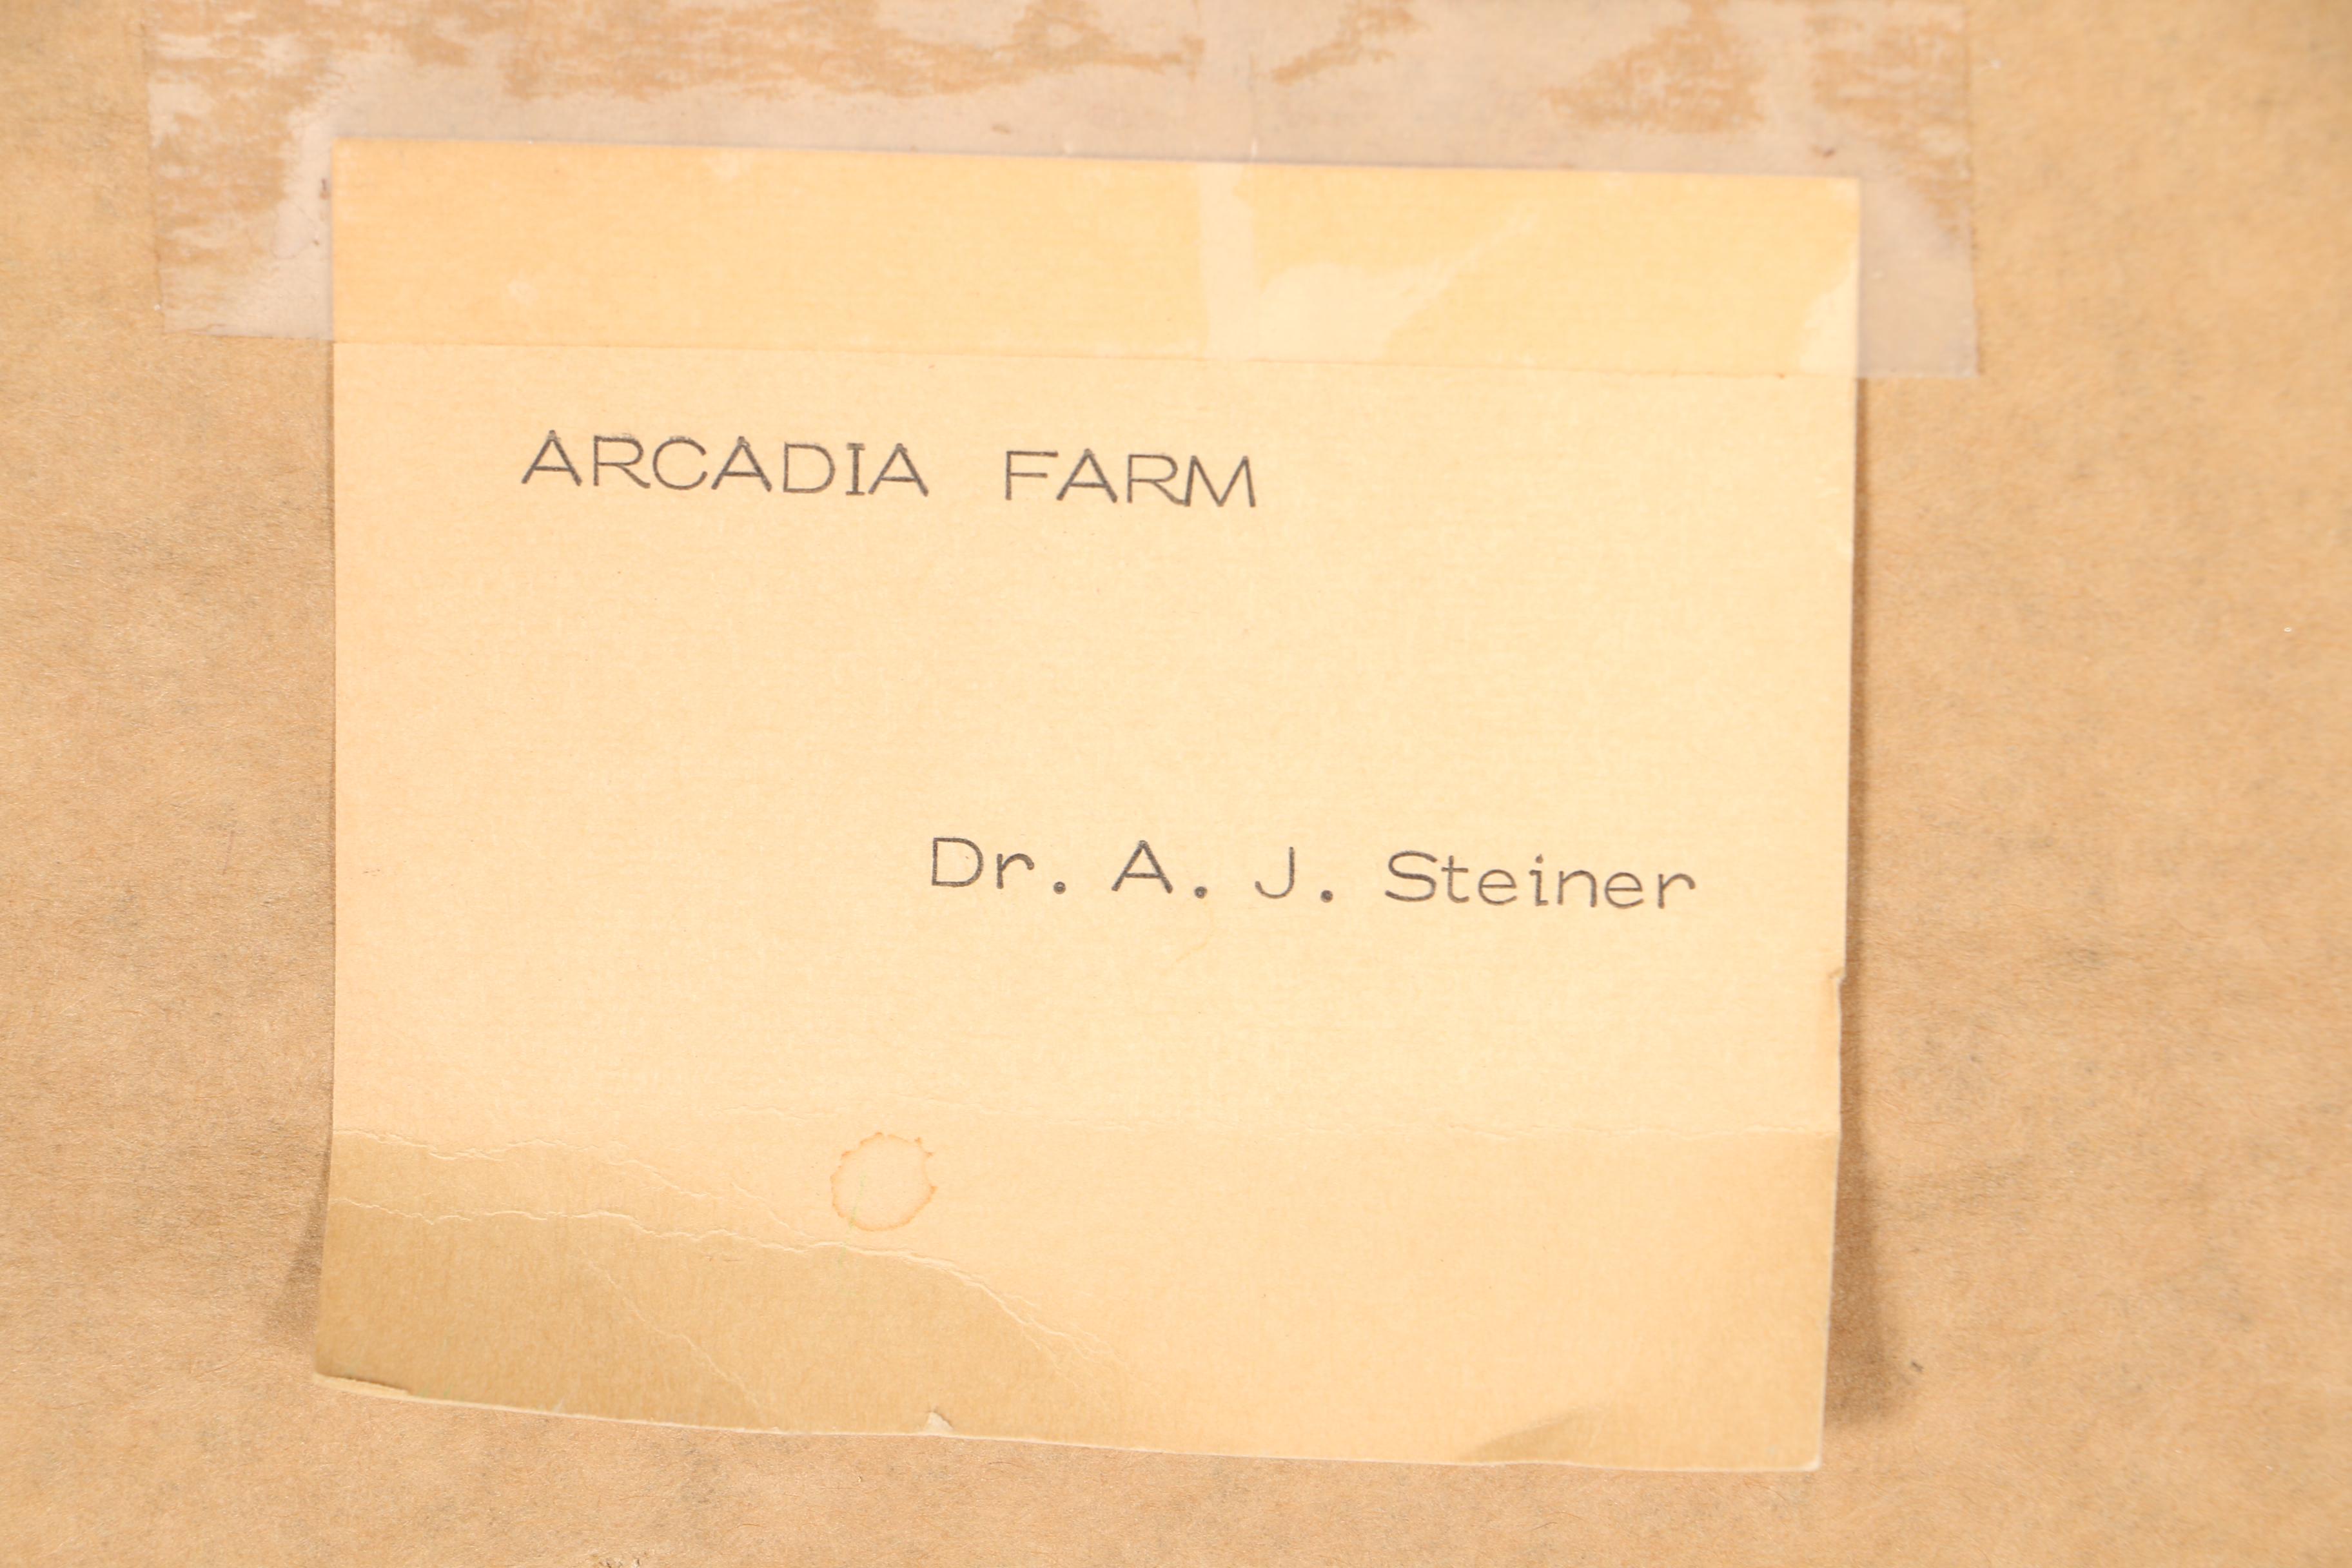 ARCADIA FARM
Dr. A. J. Steiner